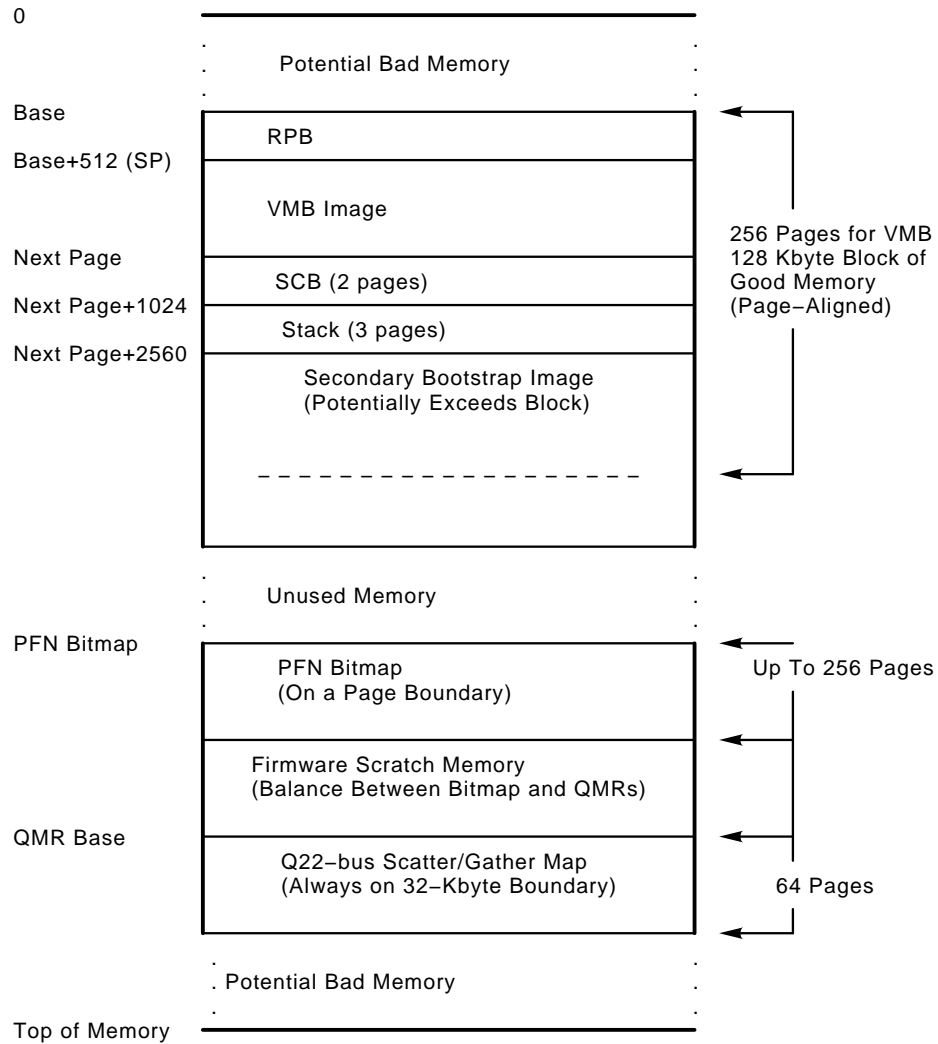 0
Potential Bad Memory
Base
RPB
Base+512 (SP)
VMB Image
256 Pages for VMB
128 Kbyte Block of
Good Memory
(Page−Aligned)
Next Page
SCB (2 pages)
Next Page+1024
Stack (3 pages)
Next Page+2560
Secondary Bootstrap Image
(Potentially Exceeds Block)
Unused Memory
PFN Bitmap
PFN Bitmap
(On a Page Boundary)
Up To 256 Pages
Firmware Scratch Memory
(Balance Between Bitmap and QMRs)
QMR Base
Q22−bus Scatter/Gather Map
(Always on 32−Kbyte Boundary)
64 Pages
Potential Bad Memory
Top of Memory